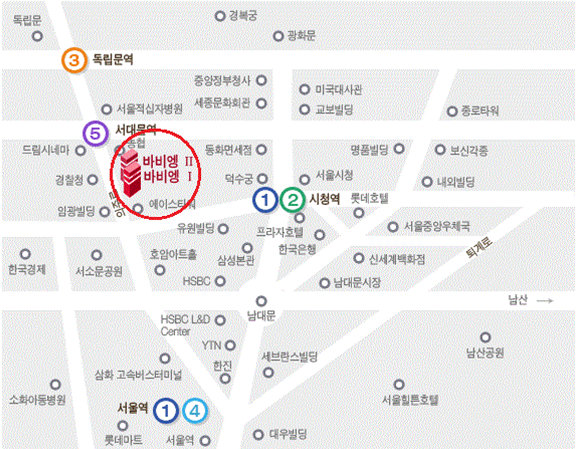 독립문
경복궁
광화문
3 독립문역
중앙정부청사
미국대사관
서울적십자병원
세종문화회관
교보빌딩
종로타워
5 서대문역
드림시네마
농협
동화면세점
명품빌딩
보신각종
바비엥 II
바비엥 I
경찰청
덕수궁
서울시청
내외빌딩
1 2 시청역
롯데호텔
임광빌딩
에이스타워
유원빌딩
프라자호텔
서울중앙우체국
한국은행
퇴계로
한국경제
서소문공원
호암아트홀
삼성본관
신세계백화점
HSBC
남대문시장
남산 →
남대문
HSBC L&D
Center
YTN
남산공원
삼화 고속버스터미널
한진
세브란스빌딩
소화아동병원
서울역 1 4
서울힐튼호텔
롯데마트
서울역
대우빌딩